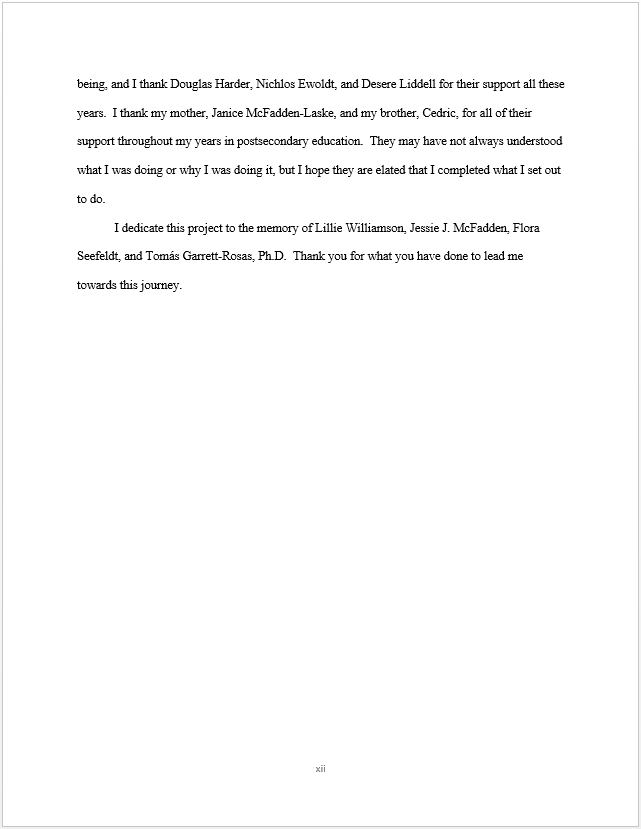 being, and I thank Douglas Harder, Nichlos Ewoldt, and Desere Liddell for their support all these
years.  I thank my mother, Janice McFadden-Laske, and my brother, Cedric, for all of their
support throughout my years in postsecondary education.  They may have not always understood
what I was doing or why I was doing it, but I hope they are elated that I completed what I set out
to do.
I dedicate this project to the memory of Lillie Williamson, Jessie J. McFadden, Flora
Seefeldt, and Tomás Garrett-Rosas, Ph.D.  Thank you for what you have done to lead me
towards this journey.
xii